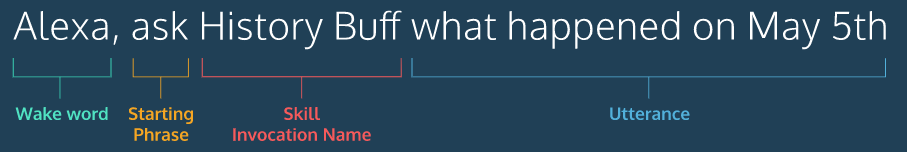 Alexa, ask History Buff what happened on May 5th
Wake word
Starting
Phrase
Skill
Invocation Name
Utterance